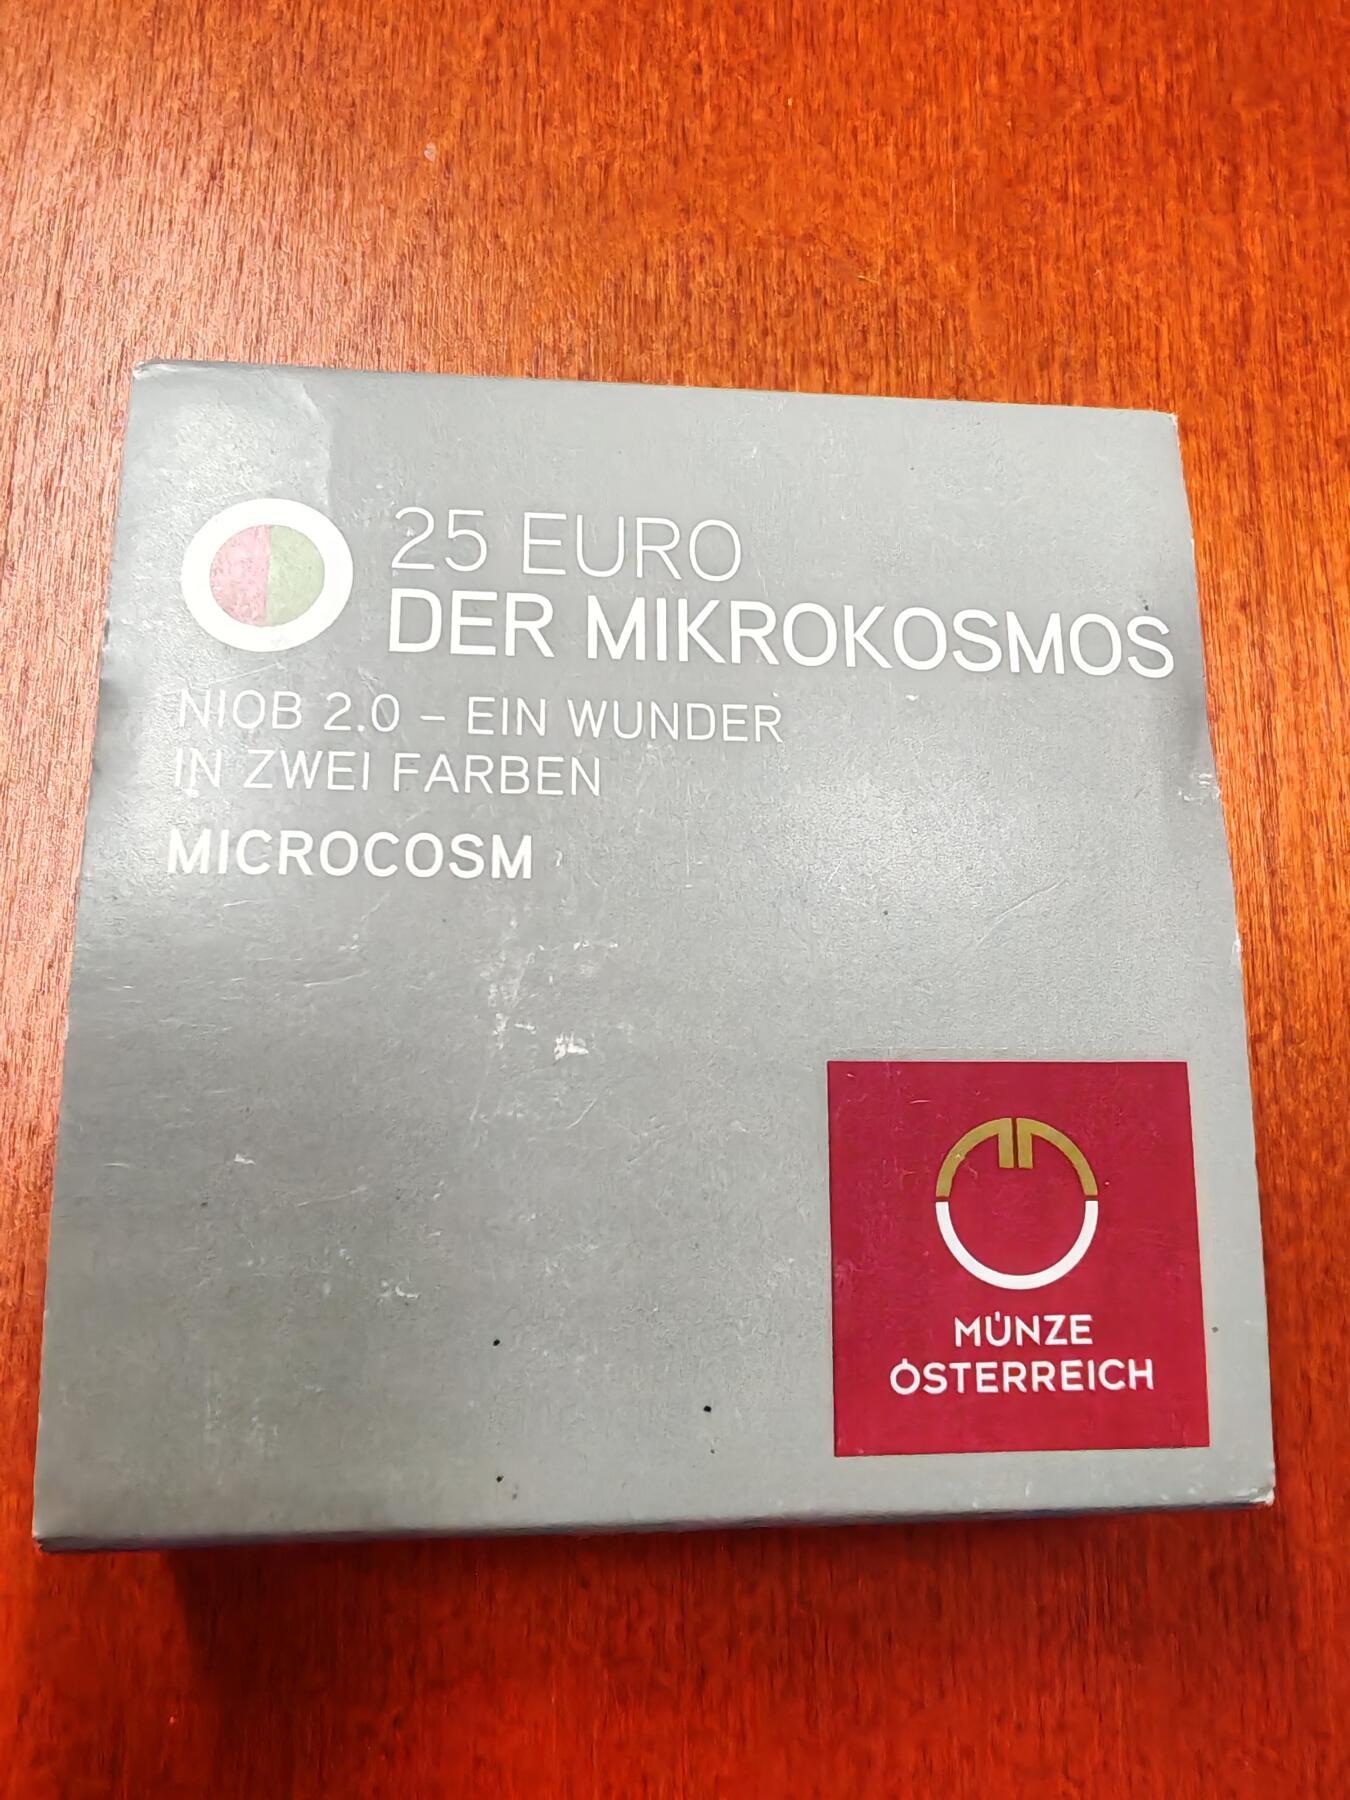 25 EURO
DER MIKROKOSMOS
NIOB 2.0 – EIN WUNDER
IN ZWEI FARBEN
MICROCOSM
MÜNZE
ÖSTERREICH